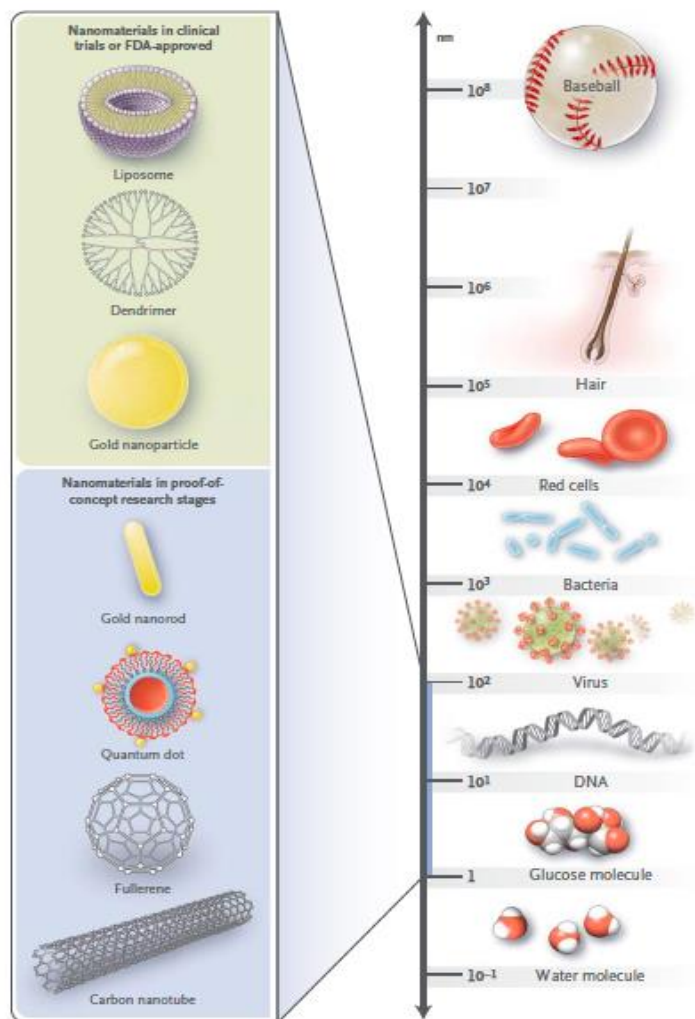 Nanomaterials in clinical
trials or FDA-approved
Liposome
Dendrimer
Gold nanoparticle
Nanomaterials in proof-of-
concept research stages
Gold nanorod
Quantum dot
Fullerene
Carbon nanotube
nm
Baseball
10⁸
10⁷
10⁶
10⁵
Hair
10⁴
Red cells
10³
Bacteria
10²
Virus
10¹
DNA
1
Glucose molecule
10⁻¹
Water molecule